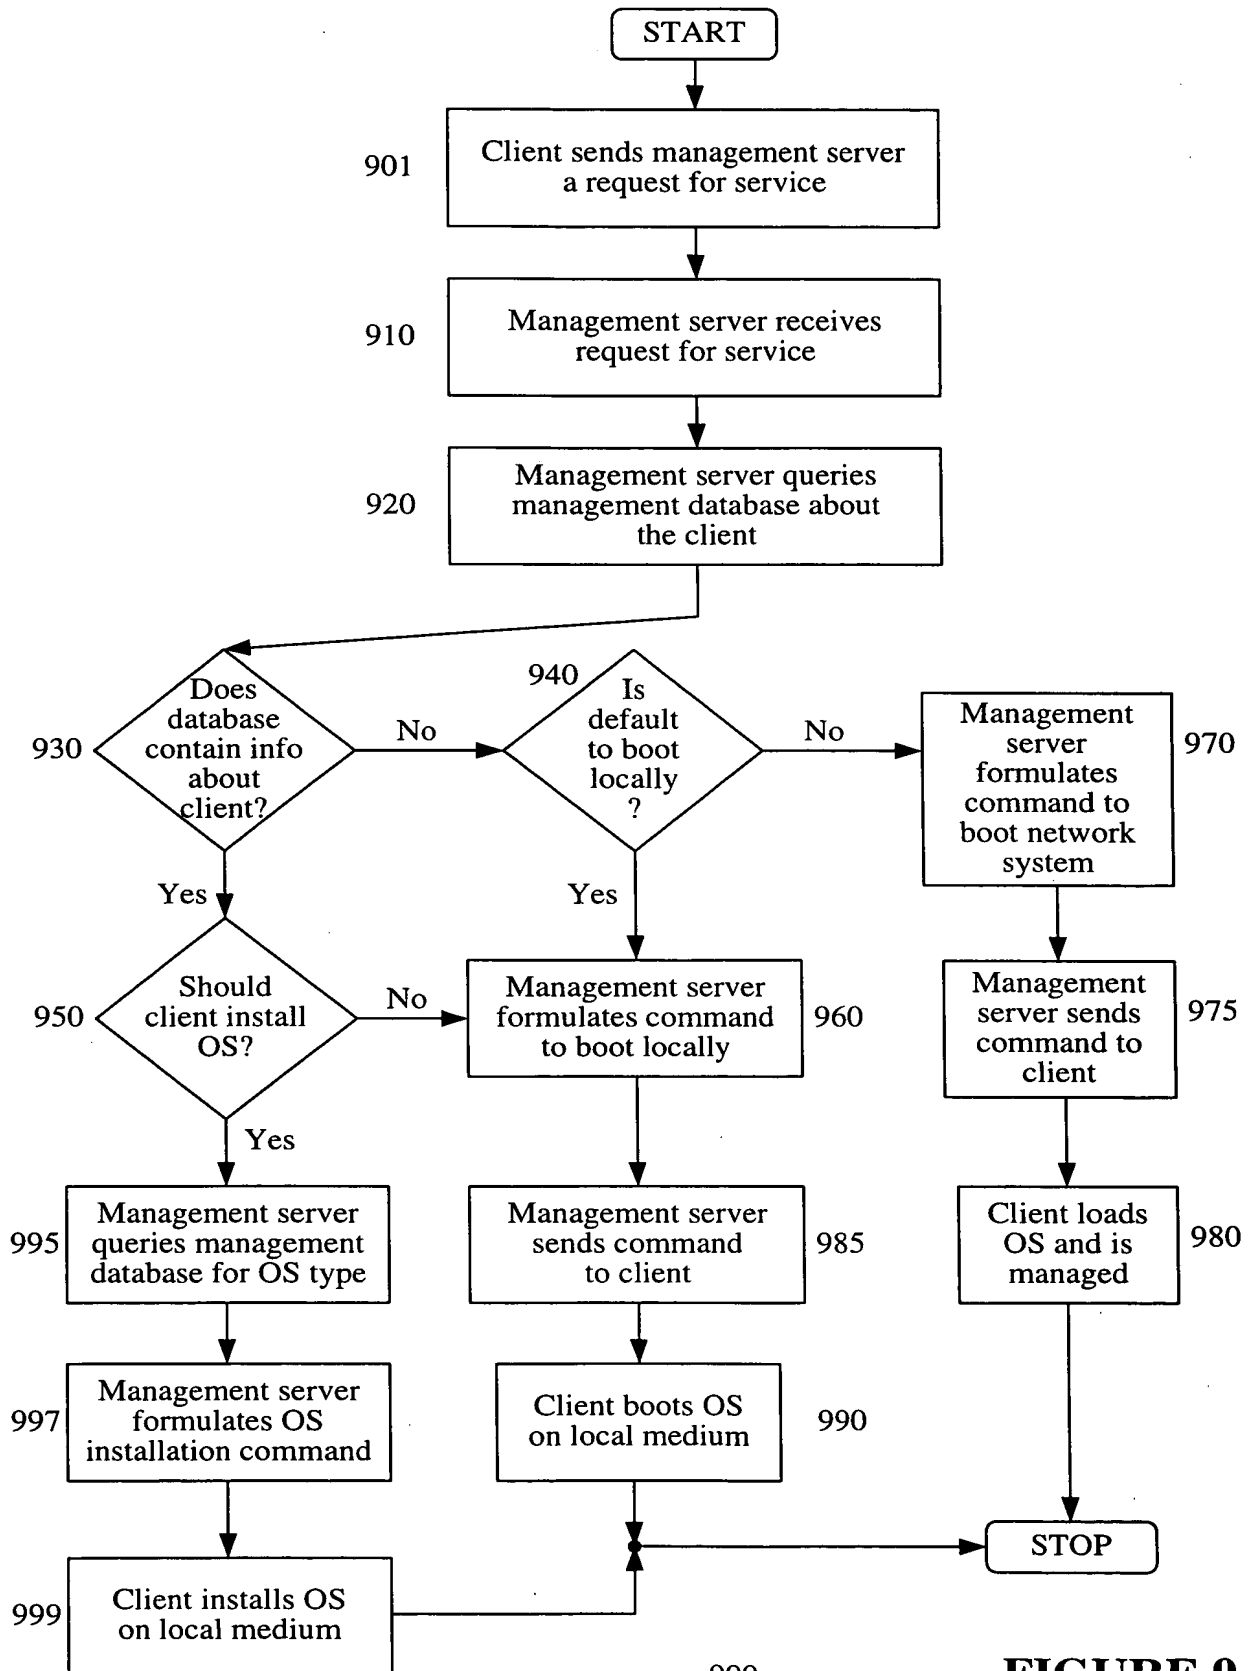 START
901
Client sends management server
a request for service
910
Management server receives
request for service
920
Management server queries
management database about
the client
930
Does
database
contain info
about
client?
No
940
Is
default
to boot
locally
?
No
Management
server
formulates
command to
boot network
system
970
Yes
Yes
950
Should
client install
OS?
No
Management server
formulates command
to boot locally
960
Management
server sends
command to
client
975
Yes
995
Management server
queries management
database for OS type
Management server
sends command
to client
985
Client loads
OS and is
managed
980
997
Management server
formulates OS
installation command
Client boots OS
on local medium
990
STOP
999
Client installs OS
on local medium
FIGURE 9